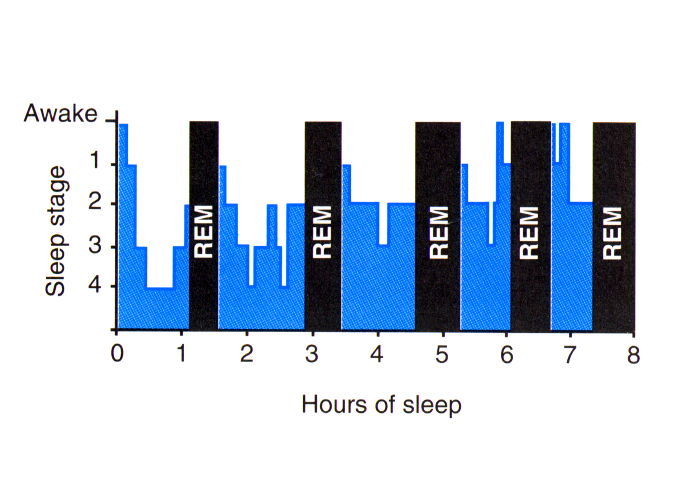 Awake
1
2
3
4
Sleep stage
REM
REM
REM
REM
REM
0 1 2 3 4 5 6 7 8
Hours of sleep